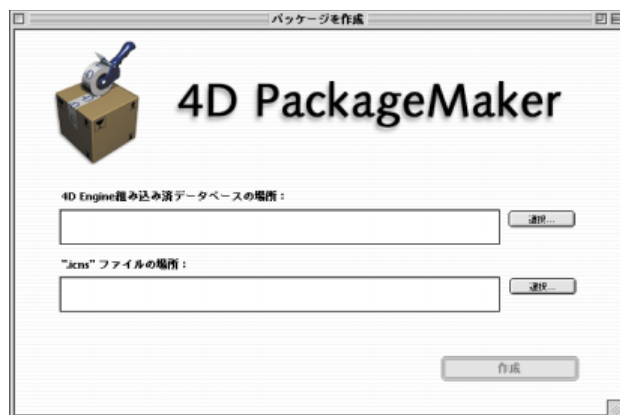 パッケージを作成
4D PackageMaker
4D Engine組み込み済データベースの場所：
選択...
".icns" ファイルの場所：
選択...
作成